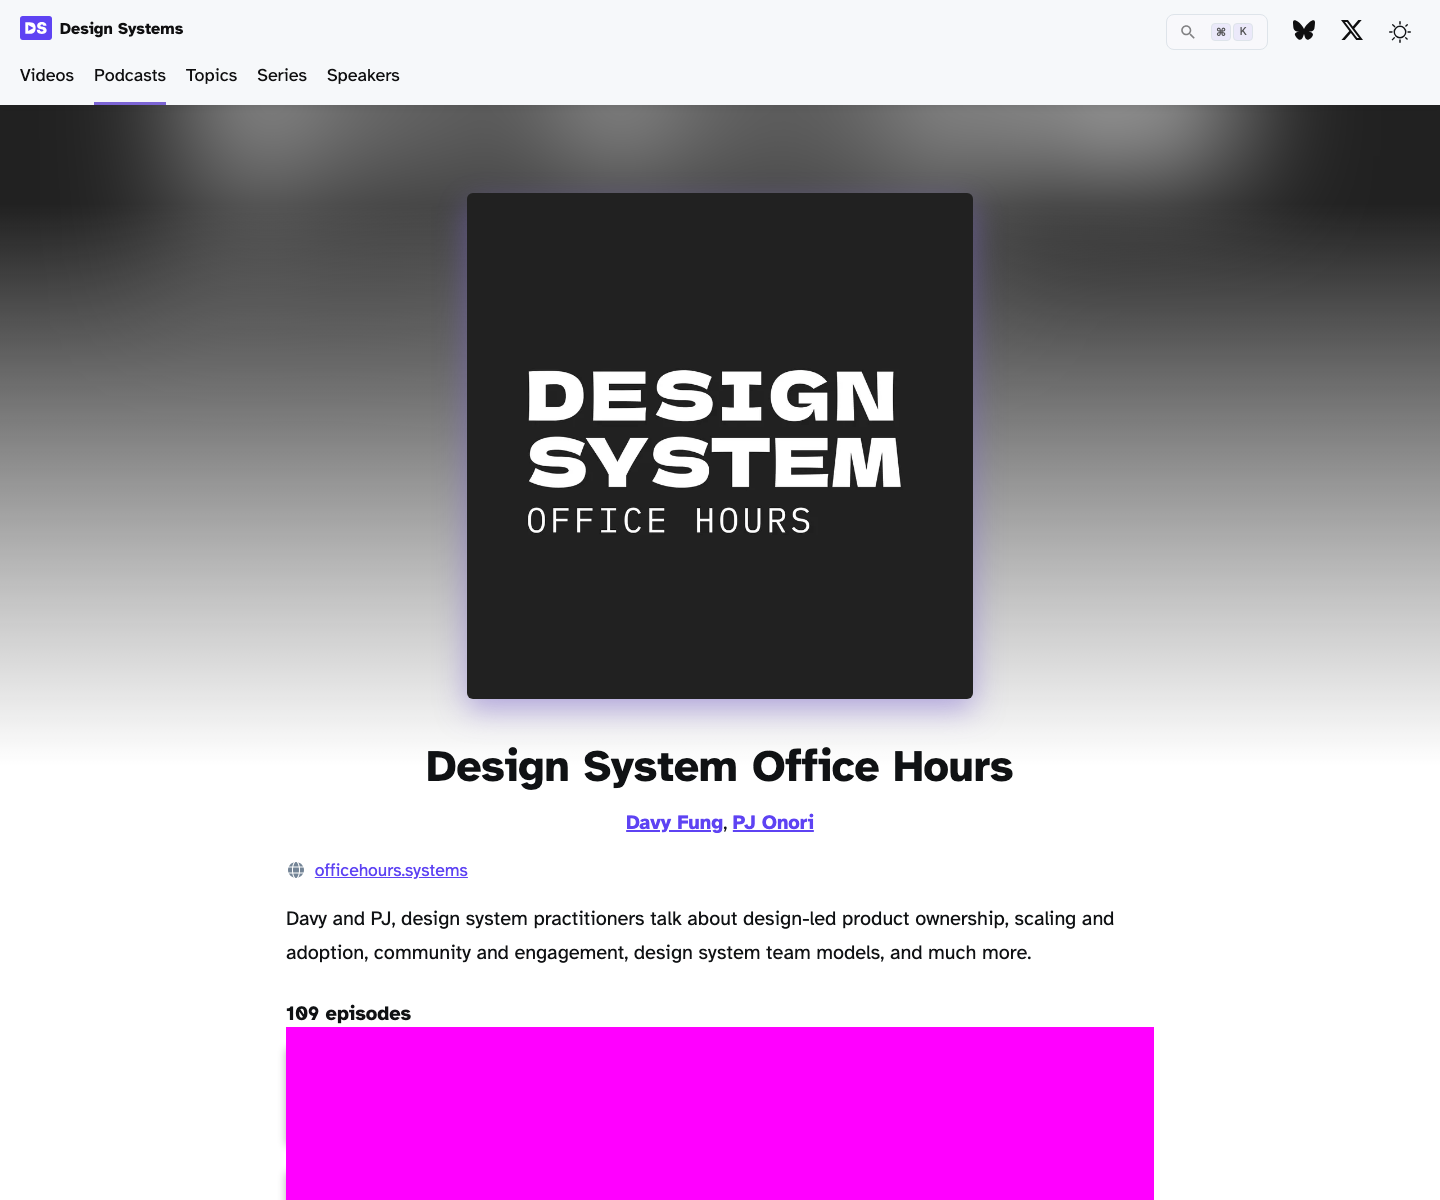 DS Design Systems
⌘ K
Videos Podcasts Topics Series Speakers
DESIGN
SYSTEM
OFFICE HOURS
Design System Office Hours
Davy Fung, PJ Onori
officehours.systems
Davy and PJ, design system practitioners talk about design-led product ownership, scaling and
adoption, community and engagement, design system team models, and much more.
109 episodes